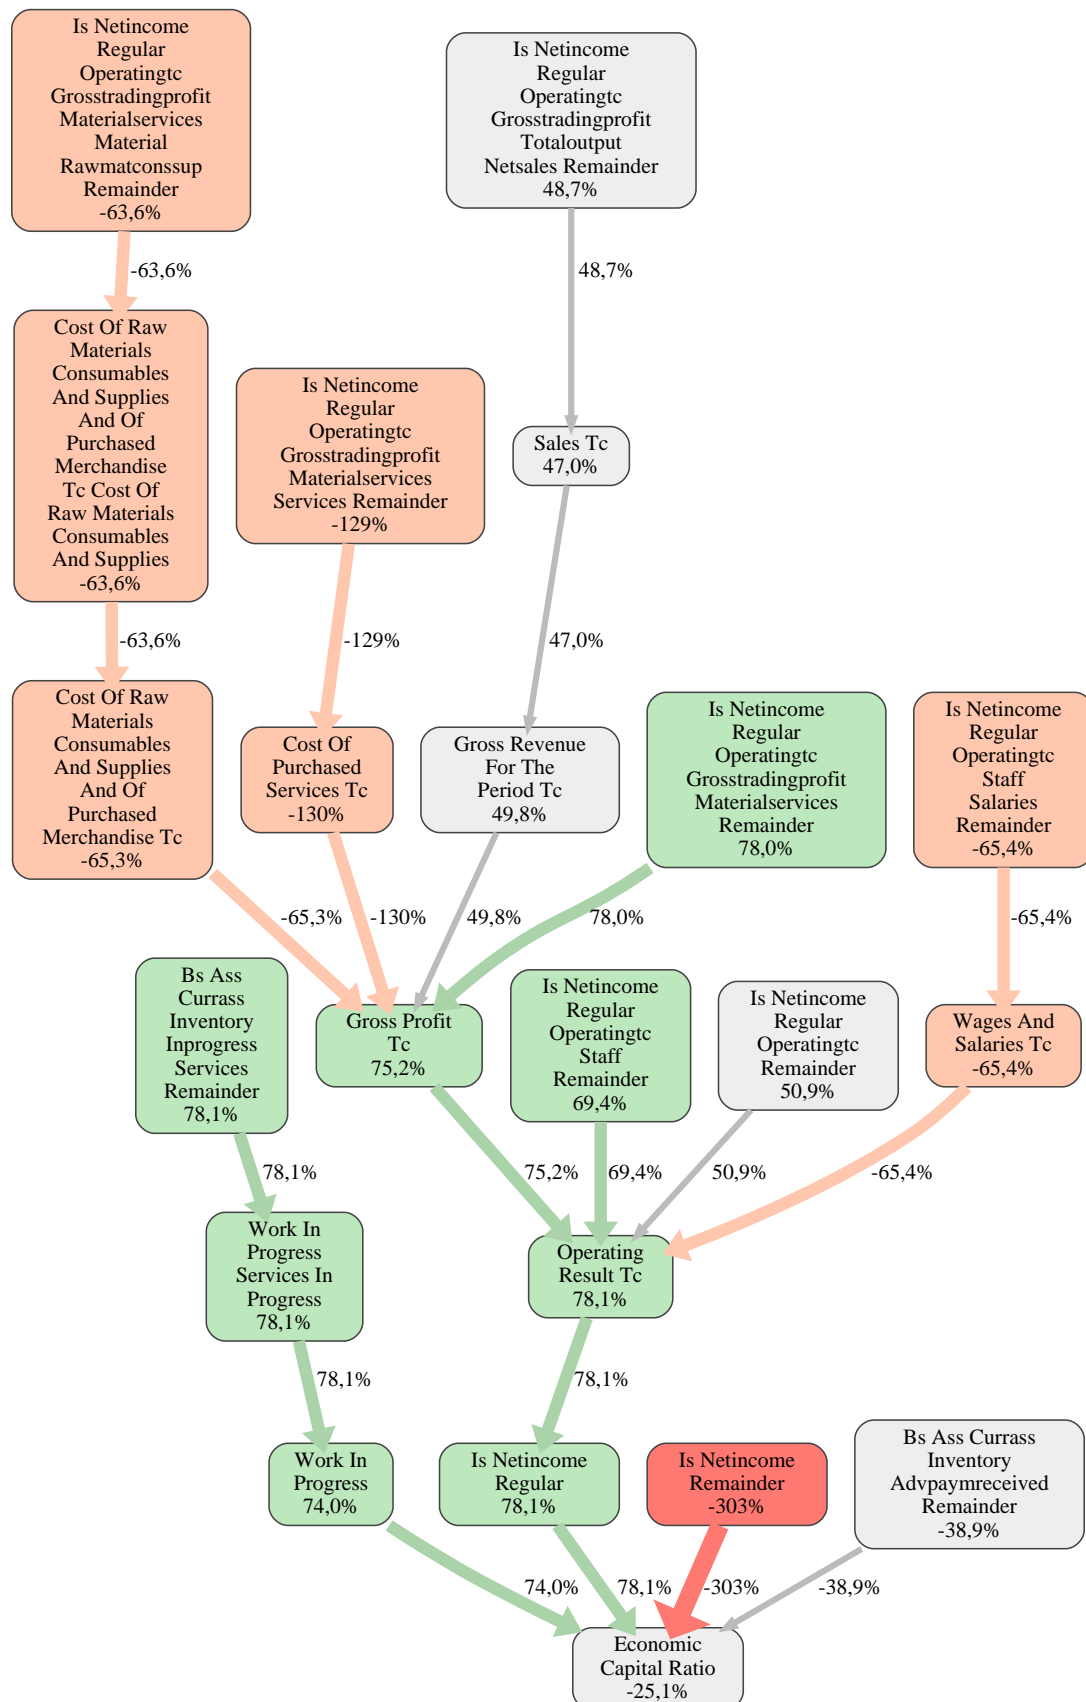 Is Netincome
Regular
Operatingtc
Grosstradingprofit
Materialservices
Material
Rawmatconssup
Remainder
-63,6%
Is Netincome
Regular
Operatingtc
Grosstradingprofit
Totaloutput
Netsales Remainder
48,7%
-63,6%
48,7%
Cost Of Raw
Materials
Consumables
And Supplies
And Of
Purchased
Merchandise
Tc Cost Of
Raw Materials
Consumables
And Supplies
-63,6%
Is Netincome
Regular
Operatingtc
Grosstradingprofit
Materialservices
Services Remainder
-129%
Sales Tc
47,0%
-63,6%
-129%
47,0%
Cost Of Raw
Materials
Consumables
And Supplies
And Of
Purchased
Merchandise Tc
-65,3%
Cost Of
Purchased
Services Tc
-130%
Gross Revenue
For The
Period Tc
49,8%
Is Netincome
Regular
Operatingtc
Grosstradingprofit
Materialservices
Remainder
78,0%
Is Netincome
Regular
Operatingtc
Staff
Salaries
Remainder
-65,4%
-65,3%
-130%
49,8%
78,0%
-65,4%
Bs Ass
Currass
Inventory
Inprogress
Services
Remainder
78,1%
Gross Profit
Tc
75,2%
Is Netincome
Regular
Operatingtc
Staff
Remainder
69,4%
Is Netincome
Regular
Operatingtc
Remainder
50,9%
Wages And
Salaries Tc
-65,4%
78,1%
75,2%
69,4%
50,9%
-65,4%
Work In
Progress
Services In
Progress
78,1%
Operating
Result Tc
78,1%
78,1%
78,1%
Work In
Progress
74,0%
Is Netincome
Regular
78,1%
Is Netincome
Remainder
-303%
Bs Ass Currass
Inventory
Advpaymreceived
Remainder
-38,9%
74,0%
78,1%
-303%
-38,9%
Economic
Capital Ratio
-25,1%